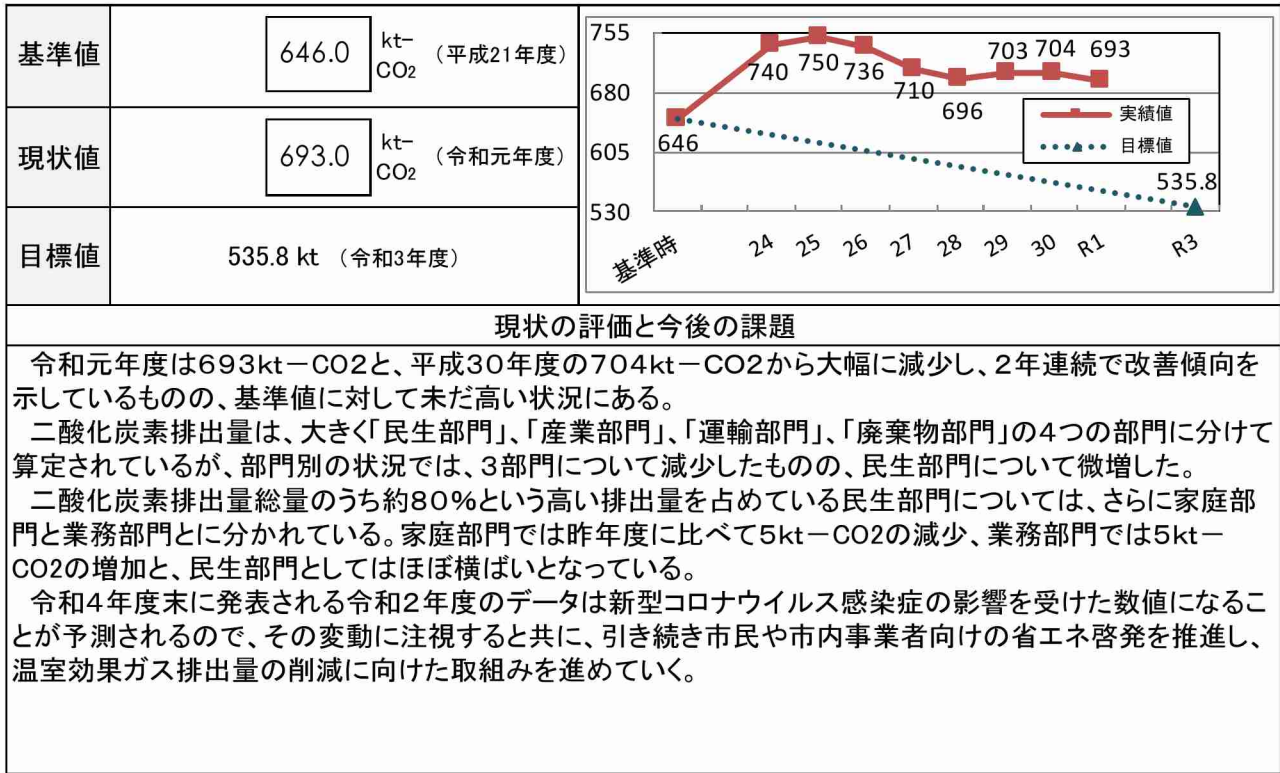 基準値
646.0
kt-
CO₂
（平成21年度）
現状値
693.0
kt-
CO₂
（令和元年度）
目標値
535.8 kt （令和3年度）
755
680
605
530
646
740
750
736
710
696
703
704
693
535.8
実績値
目標値
基準時
24
25
26
27
28
29
30
R1
R3
現状の評価と今後の課題
令和元年度は693kt－CO2と、平成30年度の704kt－CO2から大幅に減少し、2年連続で改善傾向を
示しているものの、基準値に対して未だ高い状況にある。
二酸化炭素排出量は、大きく「民生部門」、「産業部門」、「運輸部門」、「廃棄物部門」の4つの部門に分けて
算定されているが、部門別の状況では、3部門について減少したものの、民生部門について微増した。
二酸化炭素排出量総量のうち約80%という高い排出量を占めている民生部門については、さらに家庭部
門と業務部門とに分かれている。家庭部門では昨年度に比べて5kt－CO2の減少、業務部門では5kt－
CO2の増加と、民生部門としてはほぼ横ばいとなっている。
令和4年度末に発表される令和2年度のデータは新型コロナウイルス感染症の影響を受けた数値になるこ
とが予測されるので、その変動に注視すると共に、引き続き市民や市内事業者向けの省エネ啓発を推進し、
温室効果ガス排出量の削減に向けた取組みを進めていく。